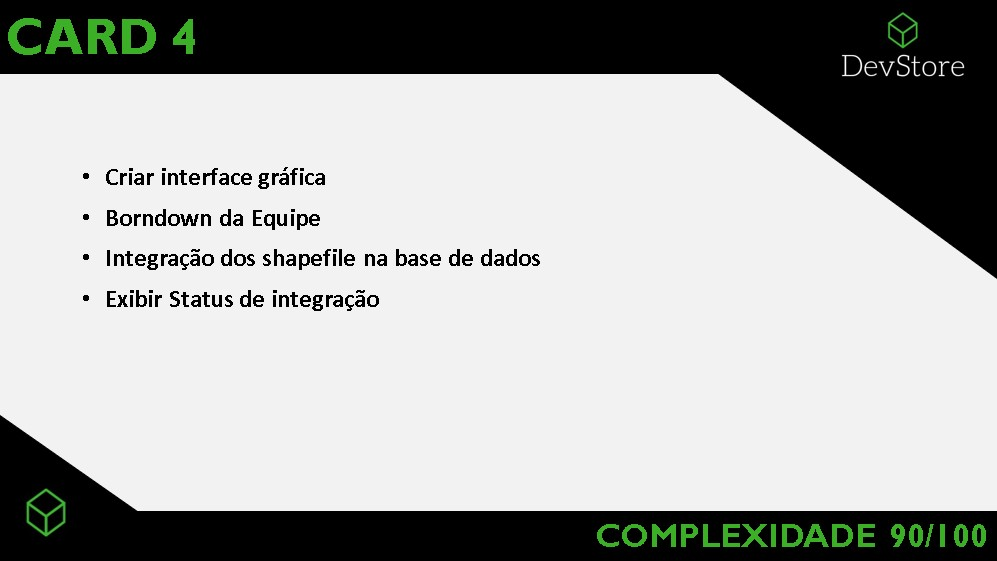 CARD 4
DevStore
• Criar interface gráfica
• Borndown da Equipe
• Integração dos shapefile na base de dados
• Exibir Status de integração
COMPLEXIDADE 90/100